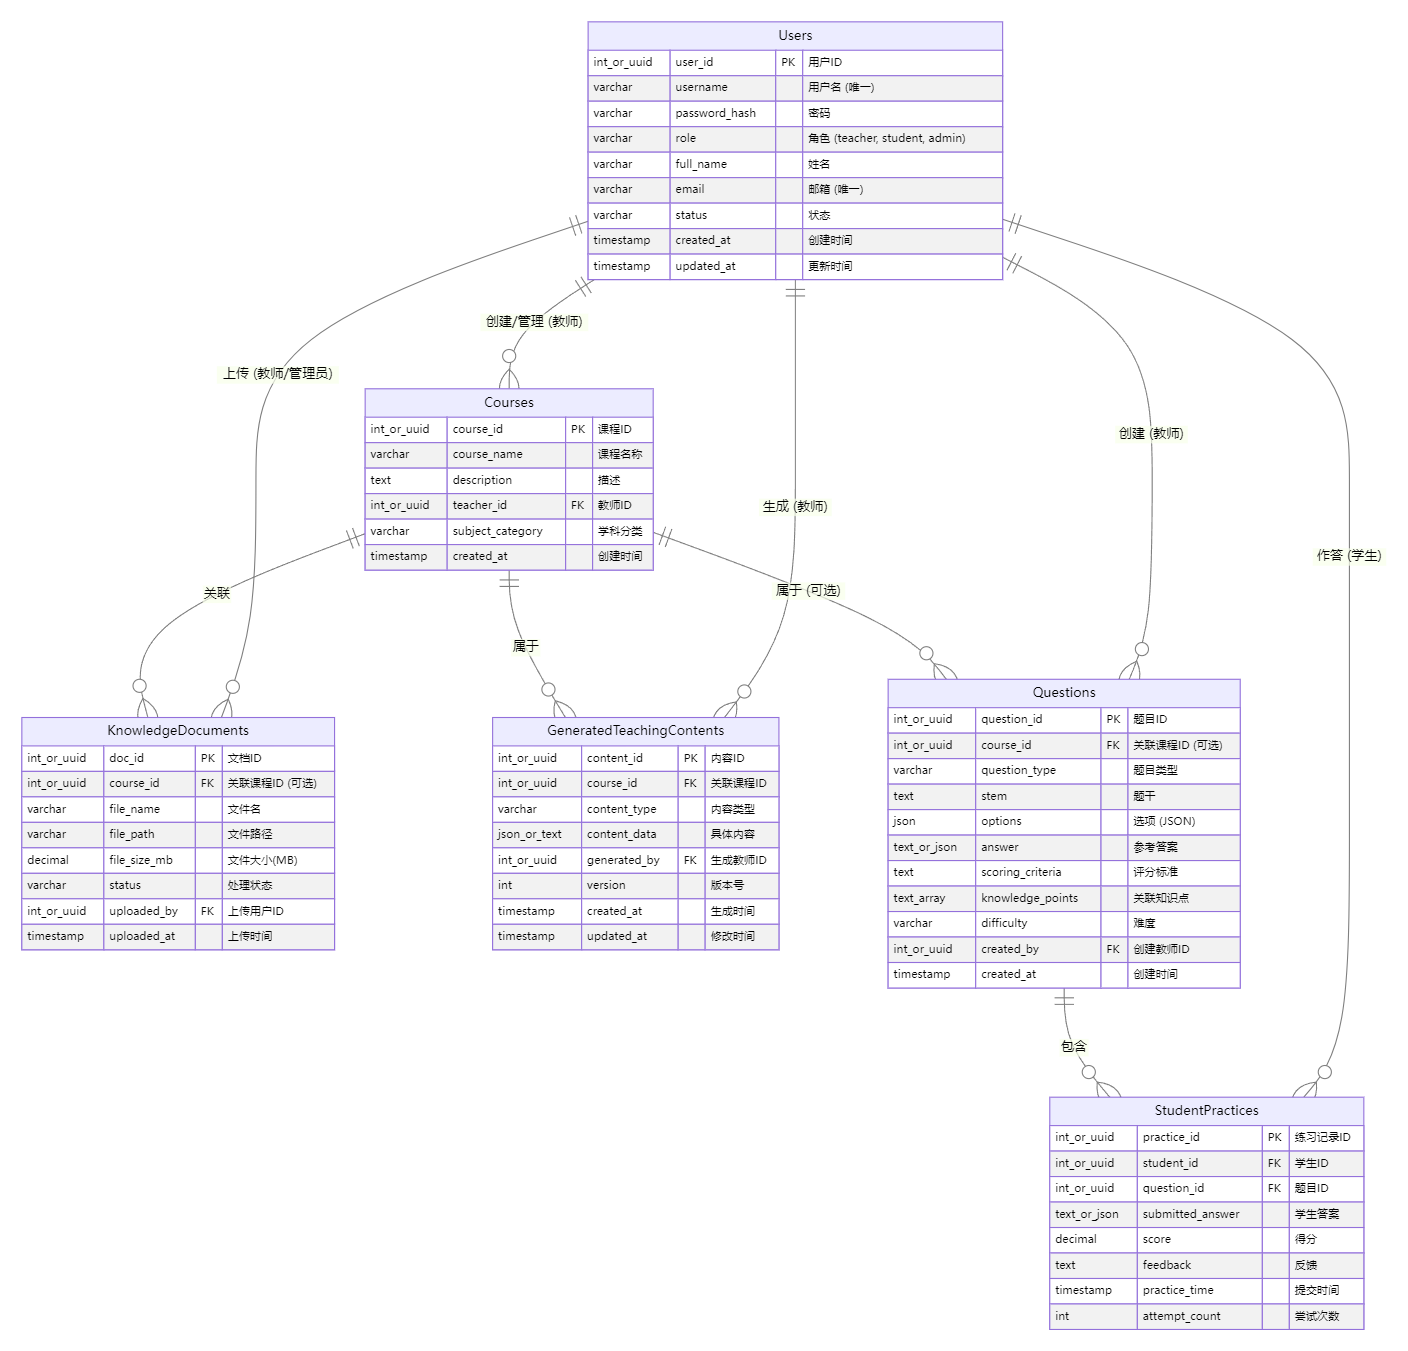 Users
int_or_uuid user_id PK 用户ID
varchar username 用户名 (唯一)
varchar password_hash 密码
varchar role 角色 (teacher, student, admin)
varchar full_name 姓名
varchar email 邮箱 (唯一)
varchar status 状态
timestamp created_at 创建时间
timestamp updated_at 更新时间
创建/管理 (教师)
上传 (教师/管理员)
创建 (教师)
生成 (教师)
作答 (学生)
Courses
int_or_uuid course_id PK 课程ID
varchar course_name 课程名称
text description 描述
int_or_uuid teacher_id FK 教师ID
varchar subject_category 学科分类
timestamp created_at 创建时间
关联
属于
属于 (可选)
KnowledgeDocuments
int_or_uuid doc_id PK 文档ID
int_or_uuid course_id FK 关联课程ID (可选)
varchar file_name 文件名
varchar file_path 文件路径
decimal file_size_mb 文件大小(MB)
varchar status 处理状态
int_or_uuid uploaded_by FK 上传用户ID
timestamp uploaded_at 上传时间
GeneratedTeachingContents
int_or_uuid content_id PK 内容ID
int_or_uuid course_id FK 关联课程ID
varchar content_type 内容类型
json_or_text content_data 具体内容
int_or_uuid generated_by FK 生成教师ID
int version 版本号
timestamp created_at 生成时间
timestamp updated_at 修改时间
Questions
int_or_uuid question_id PK 题目ID
int_or_uuid course_id FK 关联课程ID (可选)
varchar question_type 题目类型
text stem 题干
json options 选项 (JSON)
text_or_json answer 参考答案
text scoring_criteria 评分标准
text_array knowledge_points 关联知识点
varchar difficulty 难度
int_or_uuid created_by FK 创建教师ID
timestamp created_at 创建时间
包含
StudentPractices
int_or_uuid practice_id PK 练习记录ID
int_or_uuid student_id FK 学生ID
int_or_uuid question_id FK 题目ID
text_or_json submitted_answer 学生答案
decimal score 得分
text feedback 反馈
timestamp practice_time 提交时间
int attempt_count 尝试次数